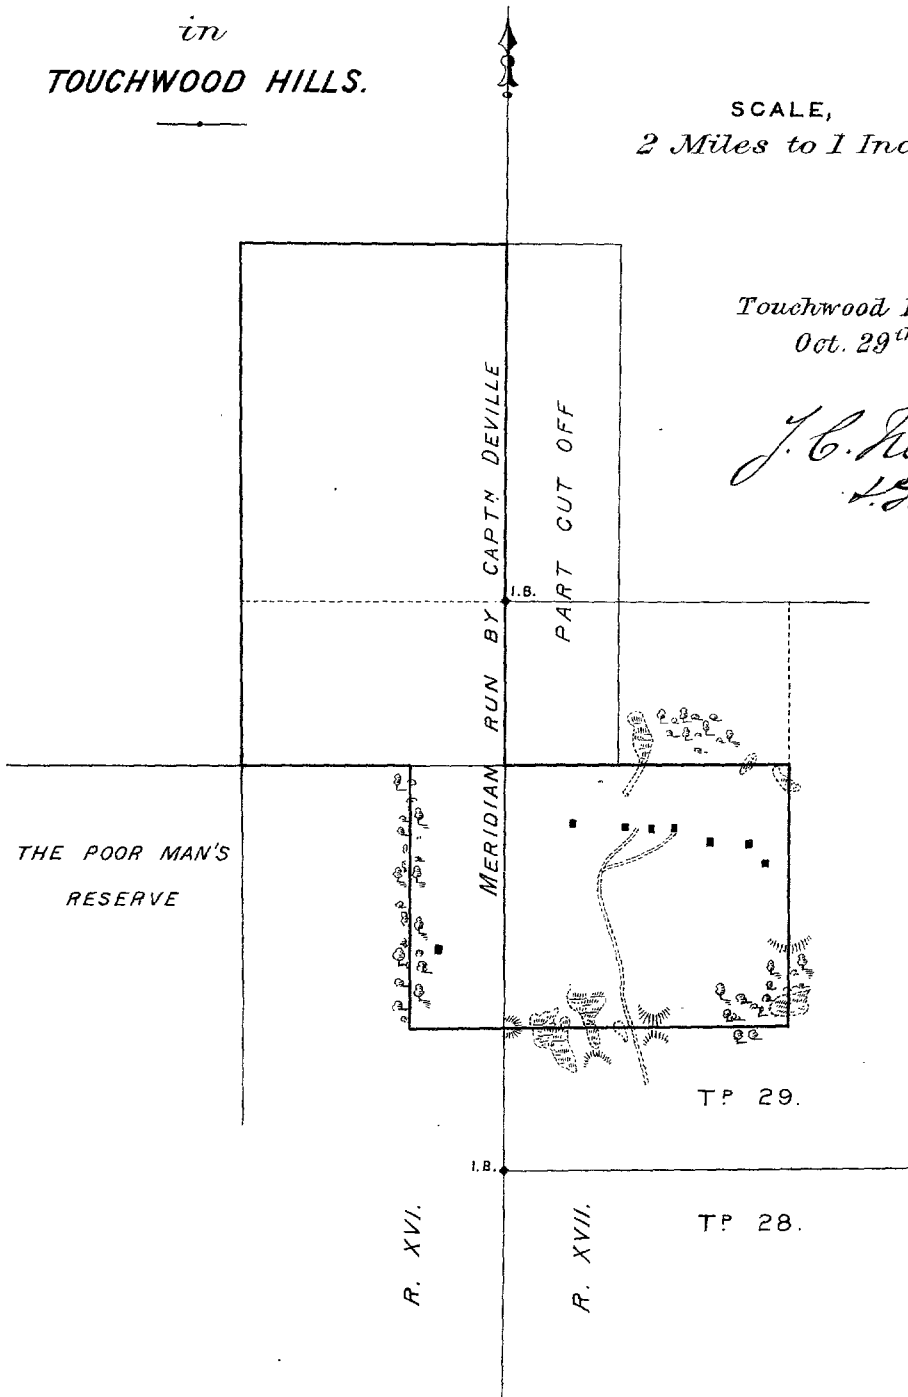 in
TOUCHWOOD HILLS.
SCALE,
2 Miles to 1 Inc
Touchwood
Oct. 29th
J. C.
MERIDIAN RUN BY CAPTN DEVILLE
PART CUT OFF
I.B.
THE POOR MAN'S
RESERVE
TP 29.
I.B.
TP 28.
R. XVI.
R. XVII.